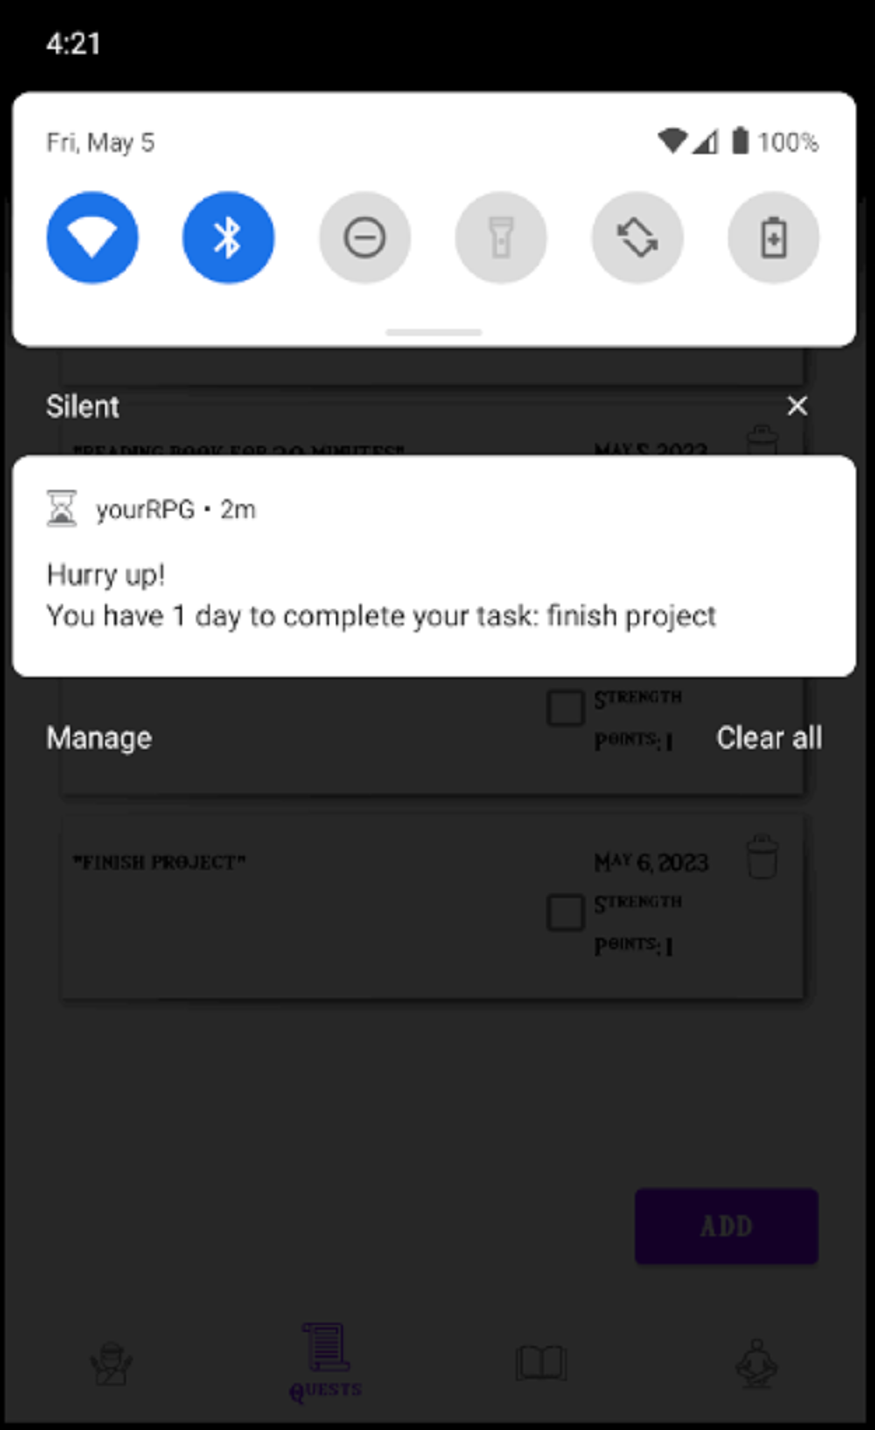 4:21
Fri, May 5
100%
Silent
"READING BOOK FOR 20 MINUTES"
MAY 5, 2023
yourRPG • 2m
Hurry up!
You have 1 day to complete your task: finish project
STRENGTH
POINTS: 1
Manage
Clear all
"FINISH PROJECT"
MAY 6, 2023
STRENGTH
POINTS: 1
ADD
QUESTS